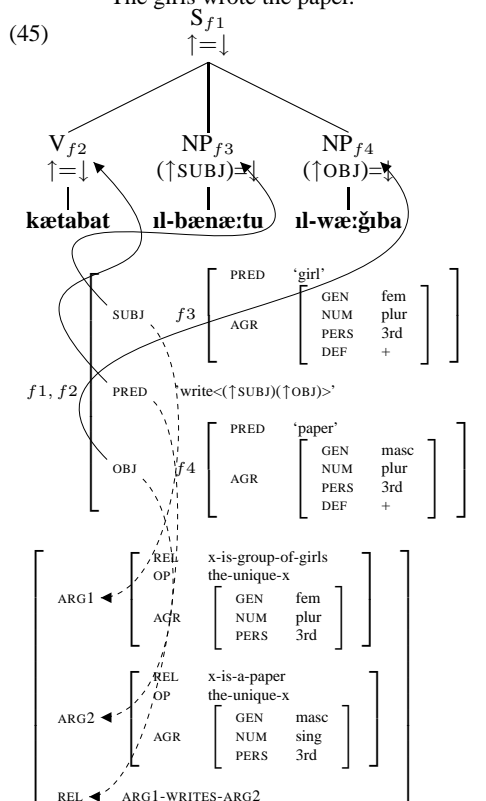 The girls wrote the paper.
(45)
S f1
↑=↓
V f2 NP f3 NP f4
↑=↓ (↑SUBJ)=↓ (↑OBJ)=↓
kætabat ıl-bænæːtu ıl-wæːğıba
PRED 'girl'
GEN fem
SUBJ f3 NUM plur
AGR PERS 3rd
DEF +
f1, f2 PRED 'write<(↑SUBJ)(↑OBJ)>'
PRED 'paper'
GEN masc
OBJ f4 NUM plur
AGR PERS 3rd
DEF +
REL x-is-group-of-girls
OP the-unique-x
ARG1 GEN fem
AGR NUM plur
PERS 3rd
REL x-is-a-paper
OP the-unique-x
ARG2 GEN masc
AGR NUM sing
PERS 3rd
REL ARG1-WRITES-ARG2